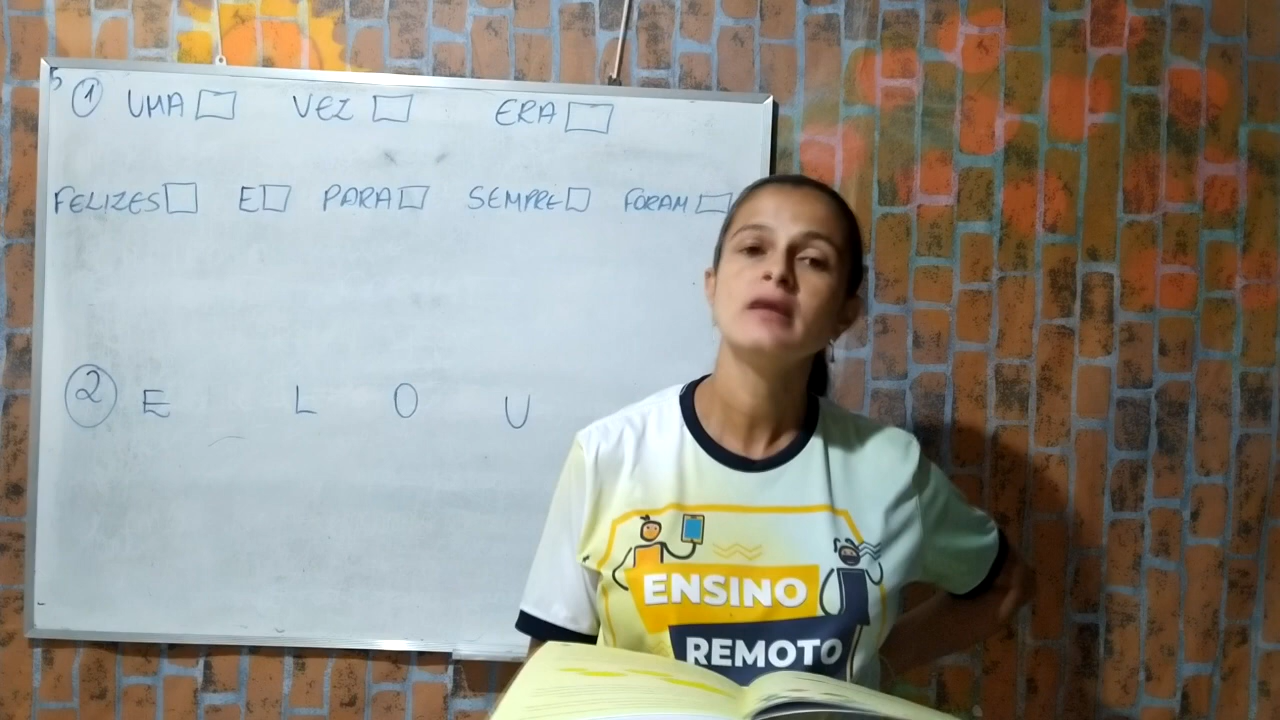 1 UMA VEZ ERA
FELIZES E PARA SEMPRE FORAM
2 E L O U
ENSINO
REMOTO